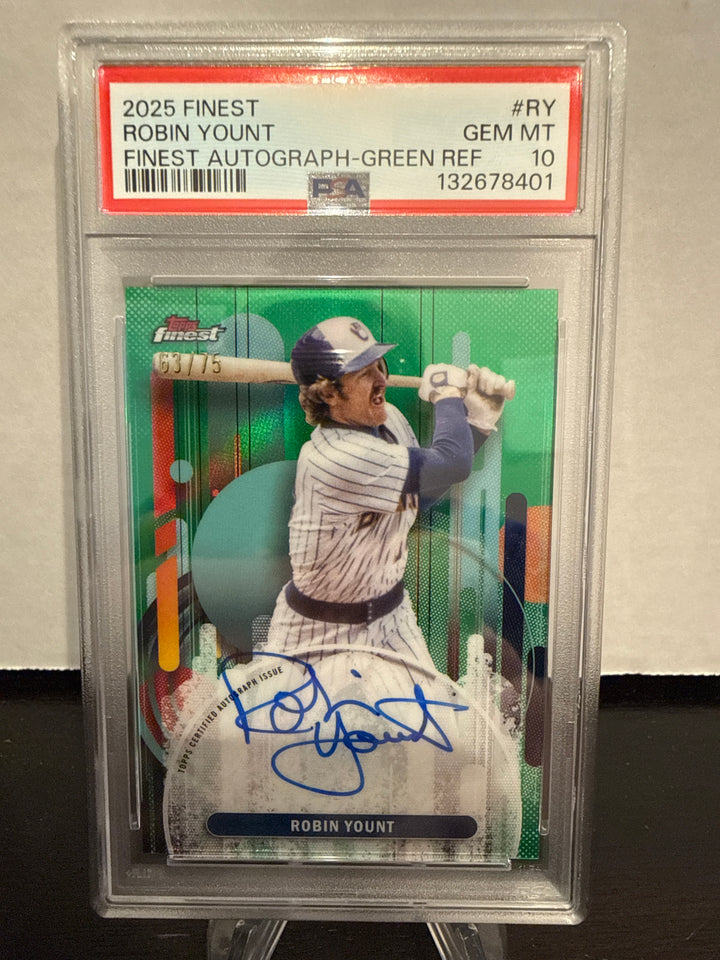 2025 FINEST #RY
ROBIN YOUNT GEM MT
FINEST AUTOGRAPH-GREEN REF 10
PSA 132678401
Topps
finest
63/75
TOPPS CERTIFIED AUTOGRAPH ISSUE
Robin
Yount
ROBIN YOUNT